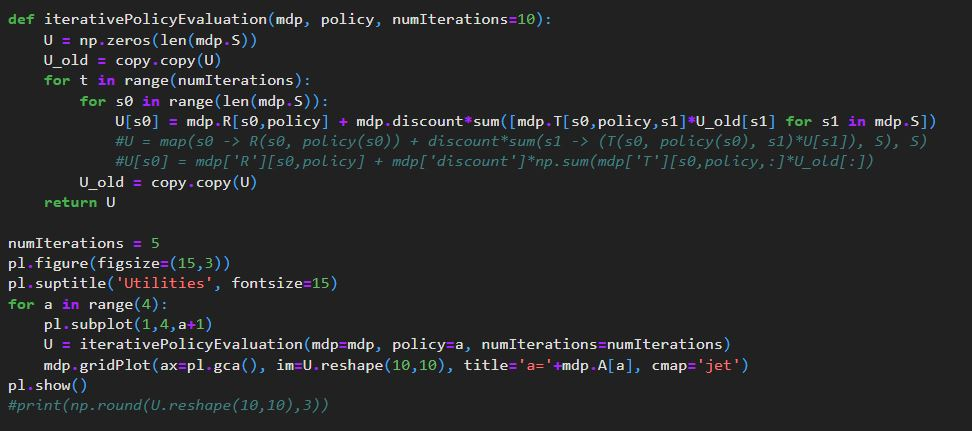 def iterativePolicyEvaluation(mdp, policy, numIterations=10):
    U = np.zeros(len(mdp.S))
    U_old = copy.copy(U)
    for t in range(numIterations):
        for s0 in range(len(mdp.S)):
            U[s0] = mdp.R[s0,policy] + mdp.discount*sum([mdp.T[s0,policy,s1]*U_old[s1] for s1 in mdp.S])
            #U = map(s0 -> R(s0, policy(s0)) + discount*sum(s1 -> (T(s0, policy(s0), s1)*U[s1]), S), S)
            #U[s0] = mdp['R'][s0,policy] + mdp['discount']*np.sum(mdp['T'][s0,policy,:]*U_old[:])
        U_old = copy.copy(U)
    return U

numIterations = 5
pl.figure(figsize=(15,3))
pl.suptitle('Utilities', fontsize=15)
for a in range(4):
    pl.subplot(1,4,a+1)
    U = iterativePolicyEvaluation(mdp=mdp, policy=a, numIterations=numIterations)
    mdp.gridPlot(ax=pl.gca(), im=U.reshape(10,10), title='a='+mdp.A[a], cmap='jet')
pl.show()
#print(np.round(U.reshape(10,10),3))